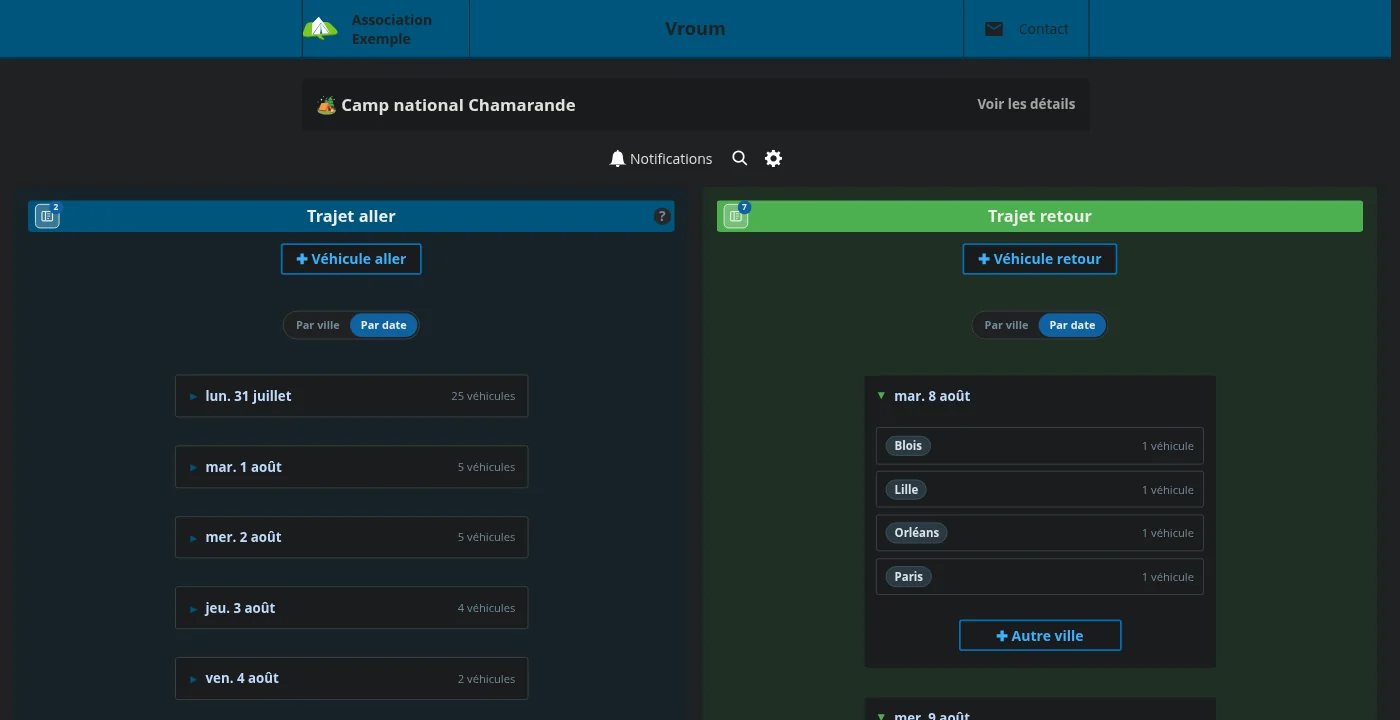 Association
Exemple
Vroum
Contact
🏕️ Camp national Chamarande
Voir les détails
Notifications
2
Trajet aller
?
✚ Véhicule aller
Par ville
Par date
lun. 31 juillet
25 véhicules
mar. 1 août
5 véhicules
mer. 2 août
5 véhicules
jeu. 3 août
4 véhicules
ven. 4 août
2 véhicules
7
Trajet retour
✚ Véhicule retour
Par ville
Par date
mar. 8 août
Blois
1 véhicule
Lille
1 véhicule
Orléans
1 véhicule
Paris
1 véhicule
✚ Autre ville
mer. 9 août